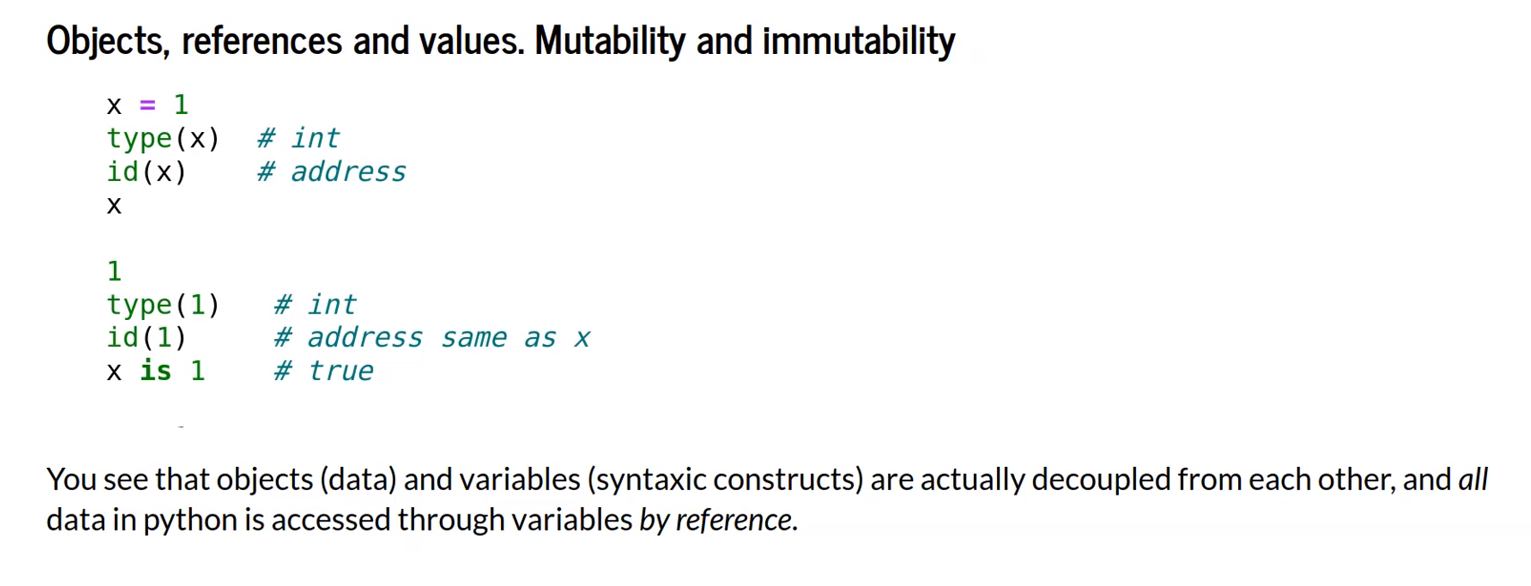 Objects, references and values. Mutability and immutability
x = 1
type(x)  # int
id(x)    # address
x
1
type(1)   # int
id(1)     # address same as x
x is 1    # true
You see that objects (data) and variables (syntaxic constructs) are actually decoupled from each other, and all
data in python is accessed through variables by reference.